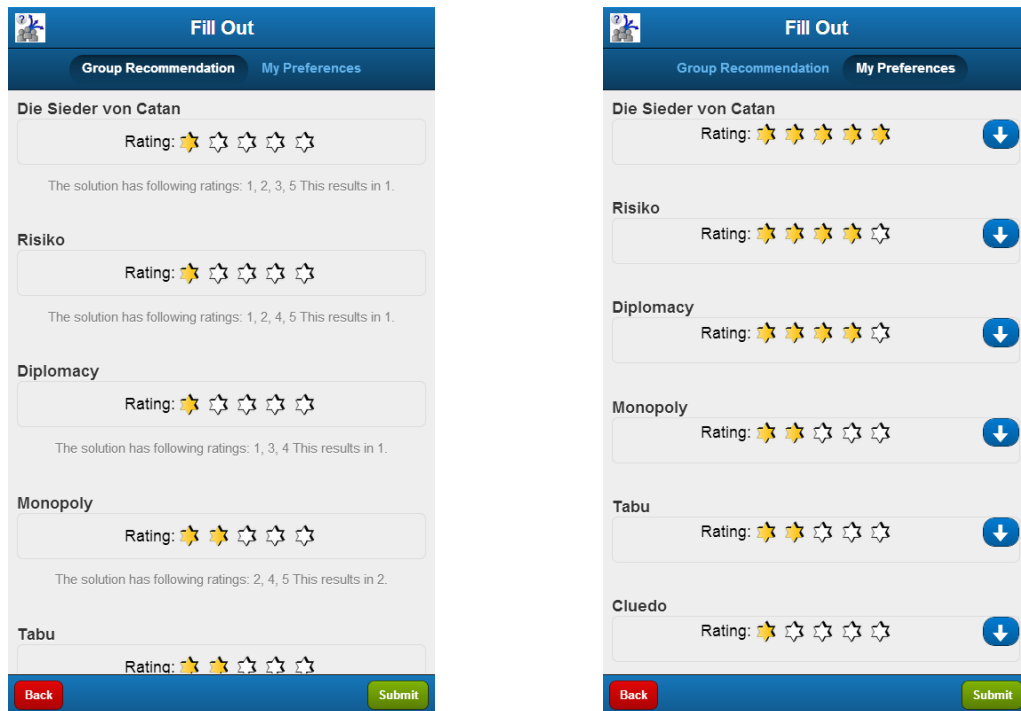 Fill Out
Group Recommendation My Preferences
Die Sieder von Catan
Rating:
The solution has following ratings: 1, 2, 3, 5 This results in 1.
Risiko
Rating:
The solution has following ratings: 1, 2, 4, 5 This results in 1.
Diplomacy
Rating:
The solution has following ratings: 1, 3, 4 This results in 1.
Monopoly
Rating:
The solution has following ratings: 2, 4, 5 This results in 2.
Tabu
Rating:
Back Submit
Fill Out
Group Recommendation My Preferences
Die Sieder von Catan
Rating:
Risiko
Rating:
Diplomacy
Rating:
Monopoly
Rating:
Tabu
Rating:
Cluedo
Rating:
Back Submit